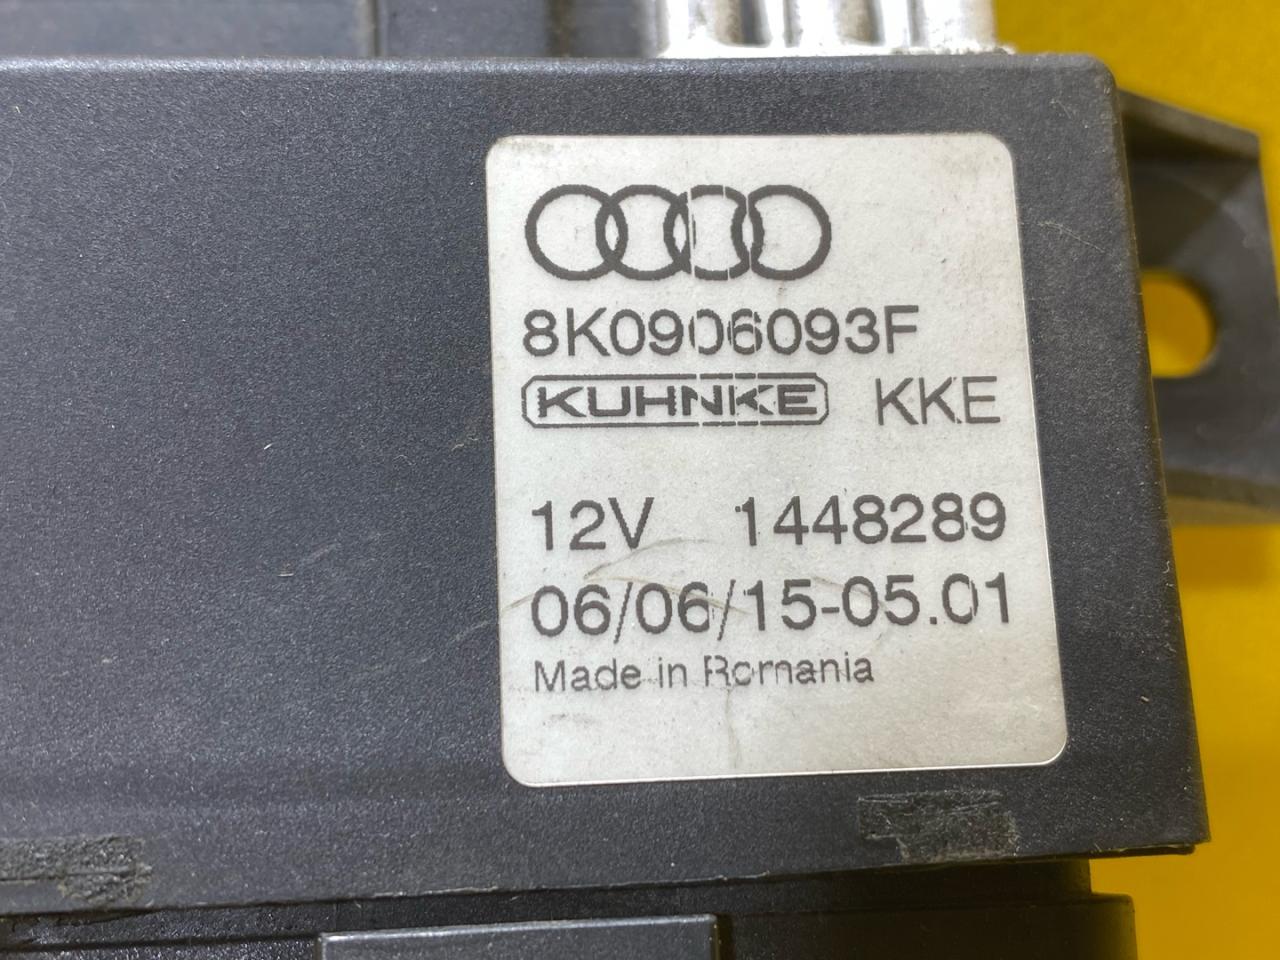 8K0906093F
KUHNKE KKE
12V 1448289
06/06/15-05.01
Made in Romania